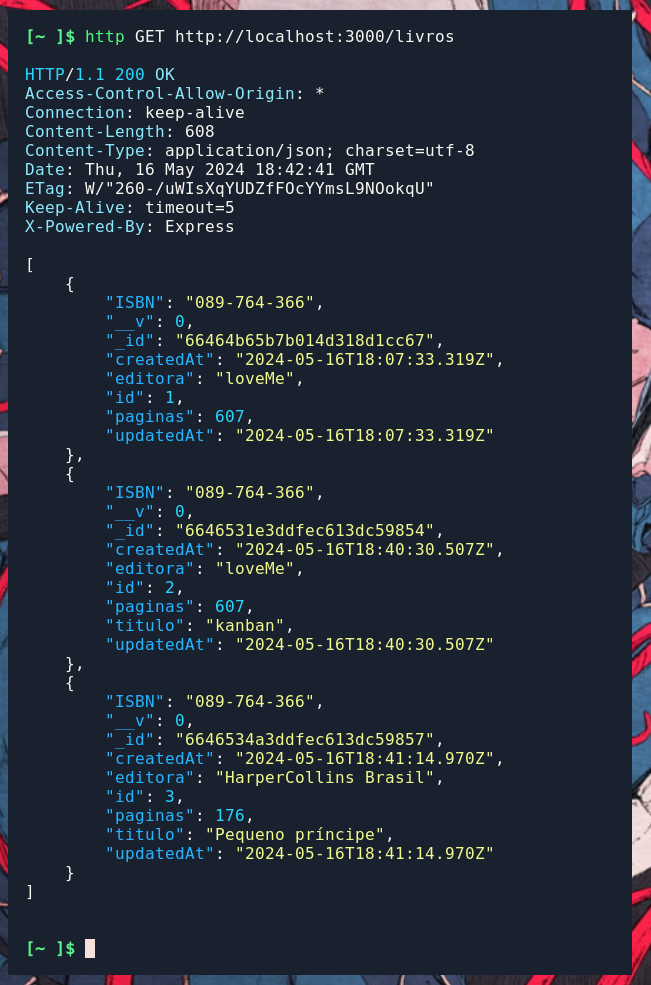 [~ ]$ http GET http://localhost:3000/livros
HTTP/1.1 200 OK
Access-Control-Allow-Origin: *
Connection: keep-alive
Content-Length: 608
Content-Type: application/json; charset=utf-8
Date: Thu, 16 May 2024 18:42:41 GMT
ETag: W/"260-/uWIsXqYUDZfFOcYYmsL9NOokqU"
Keep-Alive: timeout=5
X-Powered-By: Express
[
    {
        "ISBN": "089-764-366",
        "__v": 0,
        "_id": "66464b65b7b014d318d1cc67",
        "createdAt": "2024-05-16T18:07:33.319Z",
        "editora": "loveMe",
        "id": 1,
        "paginas": 607,
        "updatedAt": "2024-05-16T18:07:33.319Z"
    },
    {
        "ISBN": "089-764-366",
        "__v": 0,
        "_id": "6646531e3ddfec613dc59854",
        "createdAt": "2024-05-16T18:40:30.507Z",
        "editora": "loveMe",
        "id": 2,
        "paginas": 607,
        "titulo": "kanban",
        "updatedAt": "2024-05-16T18:40:30.507Z"
    },
    {
        "ISBN": "089-764-366",
        "__v": 0,
        "_id": "6646534a3ddfec613dc59857",
        "createdAt": "2024-05-16T18:41:14.970Z",
        "editora": "HarperCollins Brasil",
        "id": 3,
        "paginas": 176,
        "titulo": "Pequeno príncipe",
        "updatedAt": "2024-05-16T18:41:14.970Z"
    }
]
[~ ]$